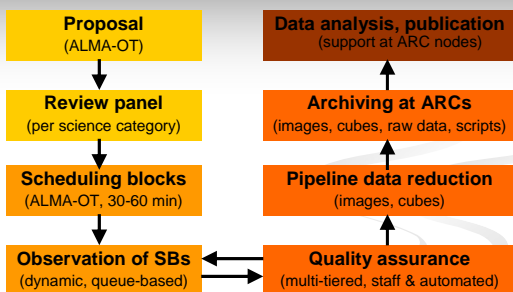 Proposal
(ALMA-OT)
Review panel
(per science category)
Scheduling blocks
(ALMA-OT, 30-60 min)
Observation of SBs
(dynamic, queue-based)
Data analysis, publication
(support at ARC nodes)
Archiving at ARCs
(images, cubes, raw data, scripts)
Pipeline data reduction
(images, cubes)
Quality assurance
(multi-tiered, staff & automated)